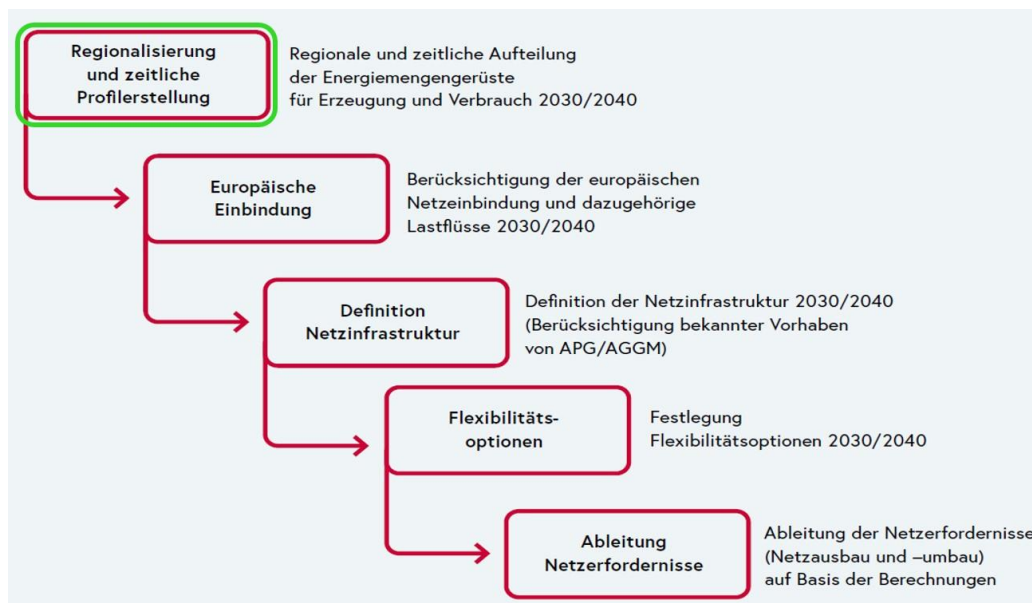 Regionalisierung
und zeitliche
Profilerstellung
Regionale und zeitliche Aufteilung
der Energiemengengerüste
für Erzeugung und Verbrauch 2030/2040
Europäische
Einbindung
Berücksichtigung der europäischen
Netzeinbindung und dazugehörige
Lastflüsse 2030/2040
Definition
Netzinfrastruktur
Definition der Netzinfrastruktur 2030/2040
(Berücksichtigung bekannter Vorhaben
von APG/AGGM)
Flexibilitäts-
optionen
Festlegung
Flexibilitätsoptionen 2030/2040
Ableitung
Netzerfordernisse
Ableitung der Netzerfordernisse
(Netzausbau und –umbau)
auf Basis der Berechnungen